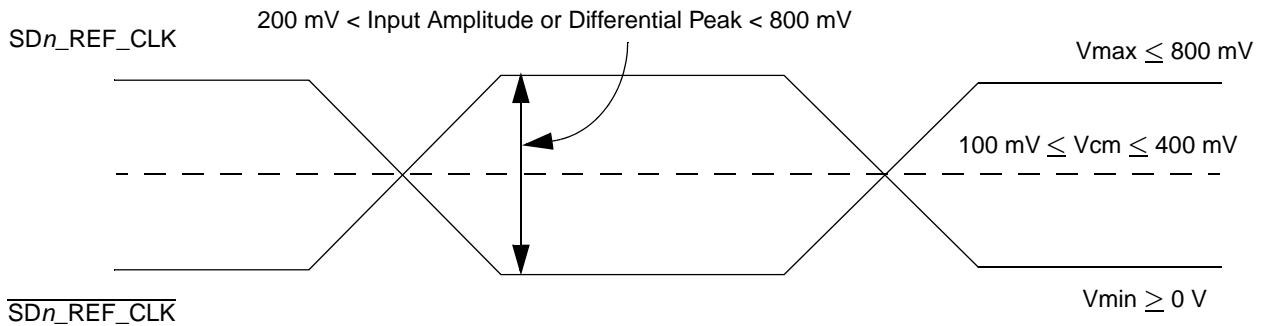 200 mV < Input Amplitude or Differential Peak < 800 mV
SDn_REF_CLK
Vmax ≤ 800 mV
100 mV ≤ Vcm ≤ 400 mV
SDn_REF_CLK
Vmin ≥ 0 V